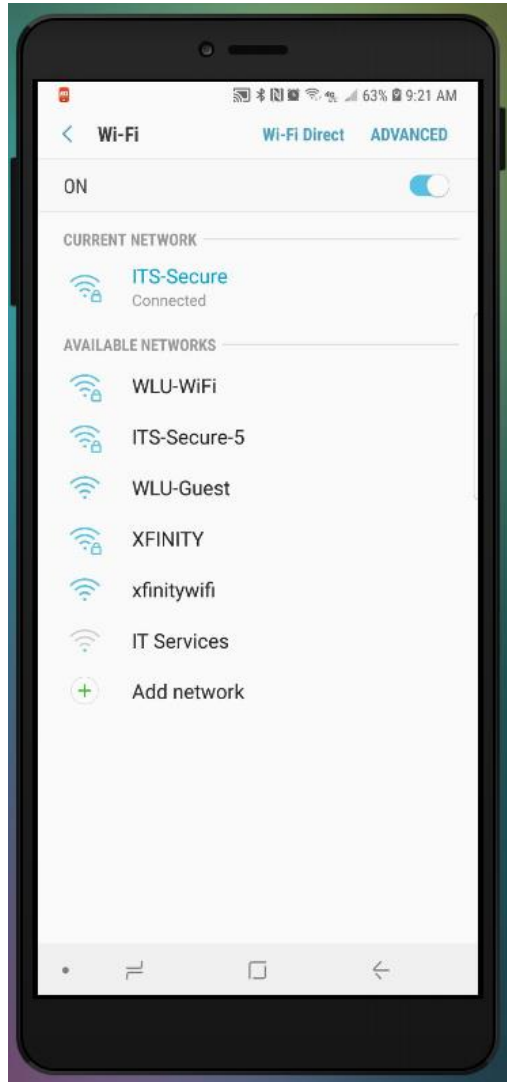 63% 9:21 AM
Wi-Fi Wi-Fi Direct ADVANCED
ON
CURRENT NETWORK
ITS-Secure
Connected
AVAILABLE NETWORKS
WLU-WiFi
ITS-Secure-5
WLU-Guest
XFINITY
xfinitywifi
IT Services
Add network